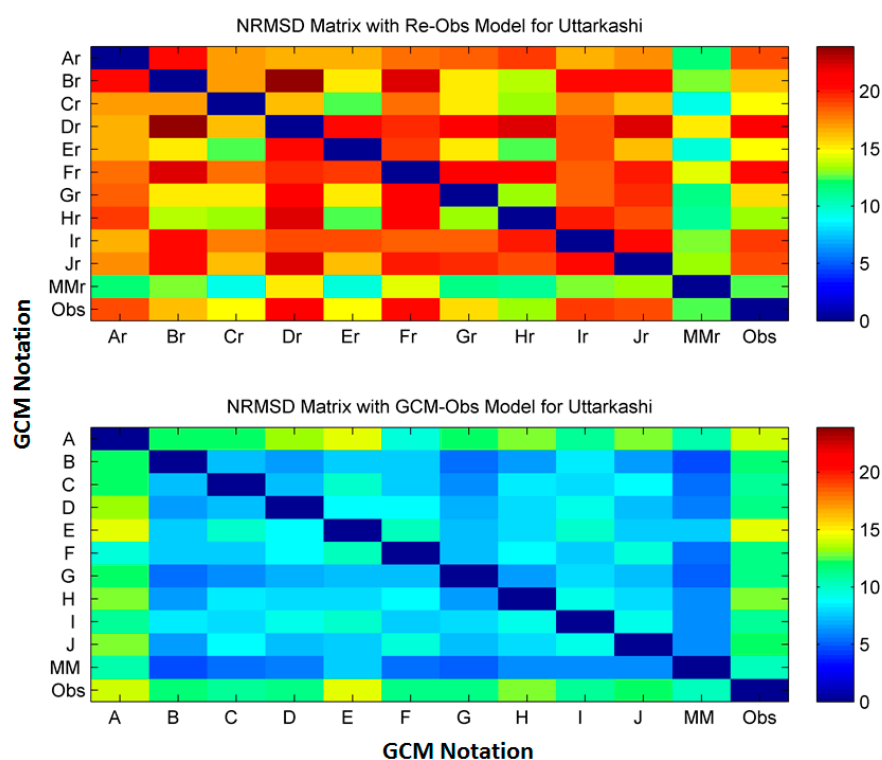 NRMSD Matrix with Re-Obs Model for Uttarkashi
Ar
Br
Cr
Dr
Er
Fr
Gr
Hr
Ir
Jr
MMr
Obs
Ar Br Cr Dr Er Fr Gr Hr Ir Jr MMr Obs
20
15
10
5
0
GCM Notation
NRMSD Matrix with GCM-Obs Model for Uttarkashi
A
B
C
D
E
F
G
H
I
J
MM
Obs
A B C D E F G H I J MM Obs
20
15
10
5
0
GCM Notation